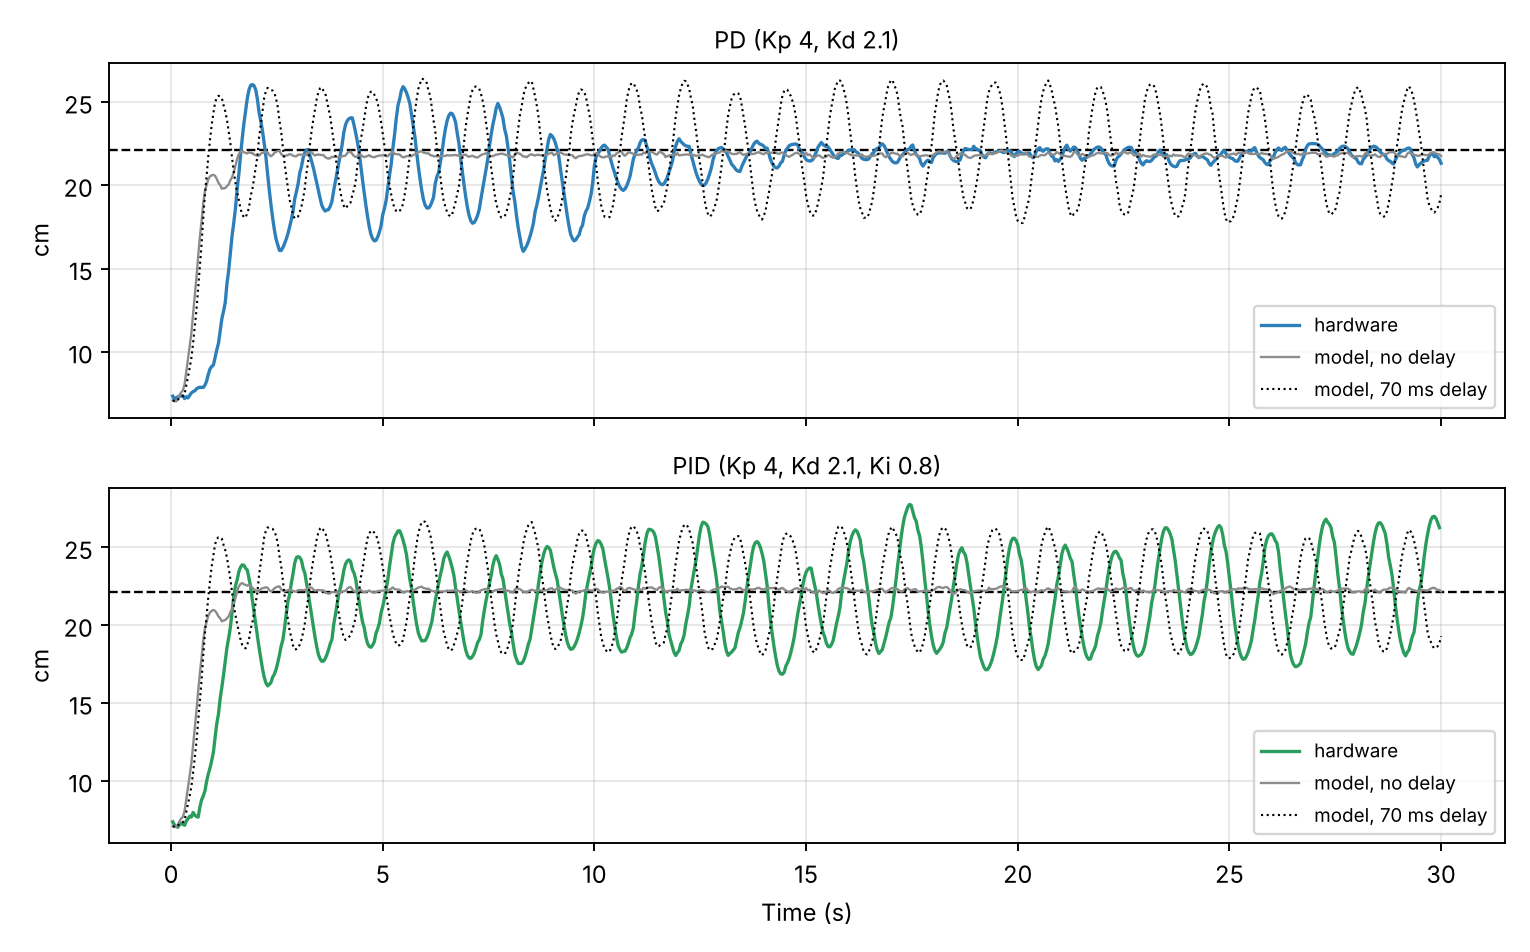 PD (Kp 4, Kd 2.1)
25
20
15
10
cm
hardware
model, no delay
model, 70 ms delay
PID (Kp 4, Kd 2.1, Ki 0.8)
25
20
15
10
cm
hardware
model, no delay
model, 70 ms delay
0 5 10 15 20 25 30
Time (s)